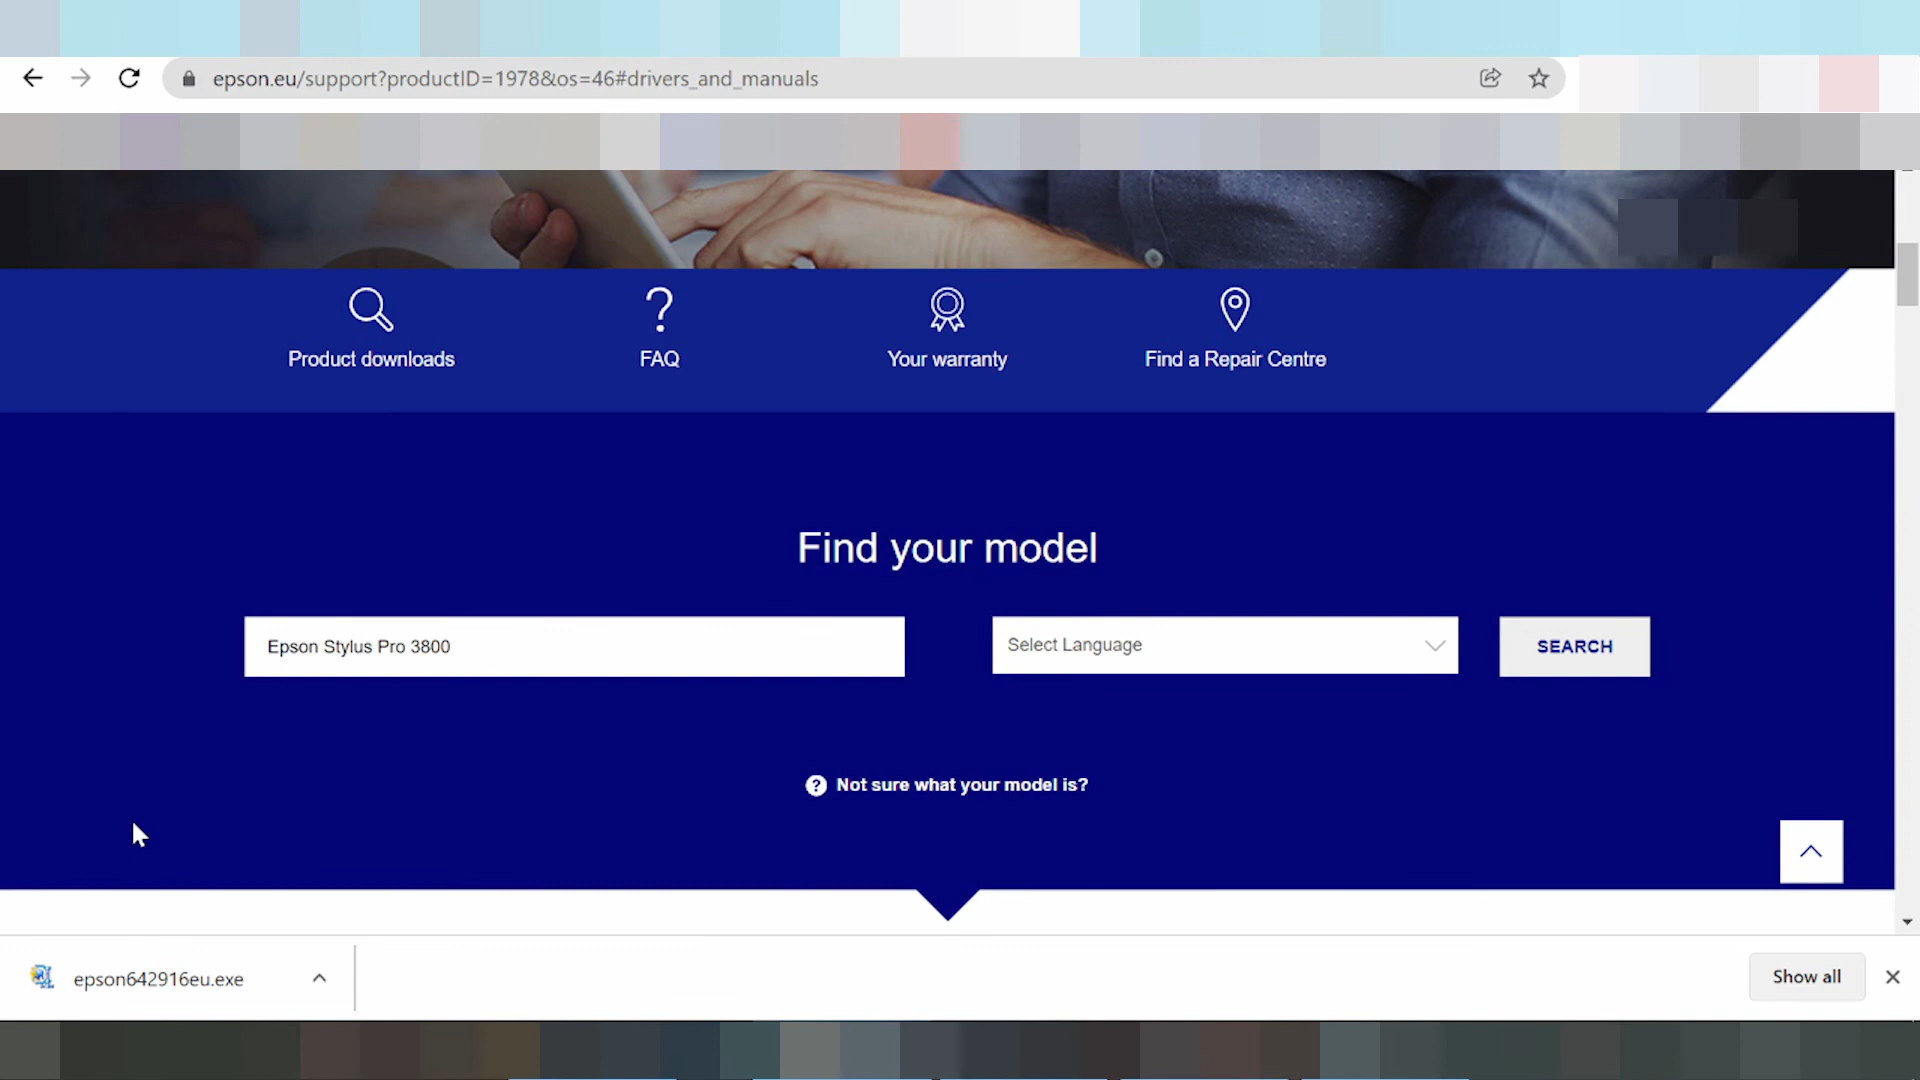 epson.eu/support?productID=1978&os=46#drivers_and_manuals
Product downloads
FAQ
Your warranty
Find a Repair Centre
Find your model
Epson Stylus Pro 3800
Select Language
SEARCH
? Not sure what your model is?
epson642916eu.exe
Show all